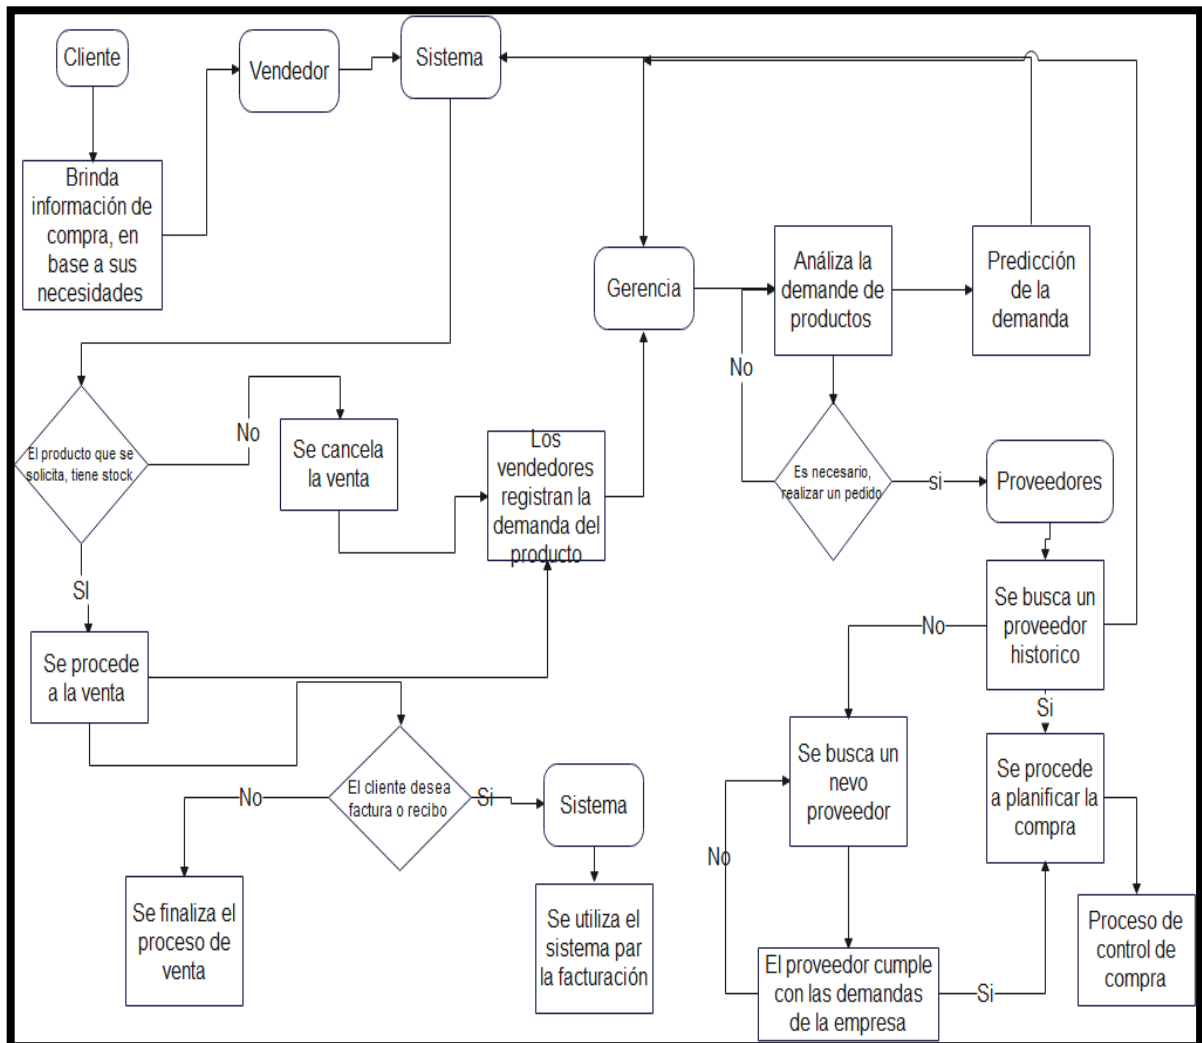 Cliente
Vendedor
Sistema
Brinda
información de
compra, en
base a sus
necesidades
Gerencia
Análiza la
demande de
productos
Predicción
de la
demanda
No
El producto que se
solicita, tiene stock
No
Se cancela
la venta
Los
vendedores
registran la
demanda del
producto
Es necesario,
realizar un pedido
si
Proveedores
SI
Se procede
a la venta
Se busca un
proveedor
historico
No
Si
El cliente desea
factura o recibo
No
Si
Sistema
Se busca un
nevo
proveedor
Se procede
a planificar la
compra
No
Se finaliza el
proceso de
venta
Se utiliza el
sistema par
la facturación
El proveedor cumple
con las demandas
de la empresa
Si
Proceso de
control de
compra